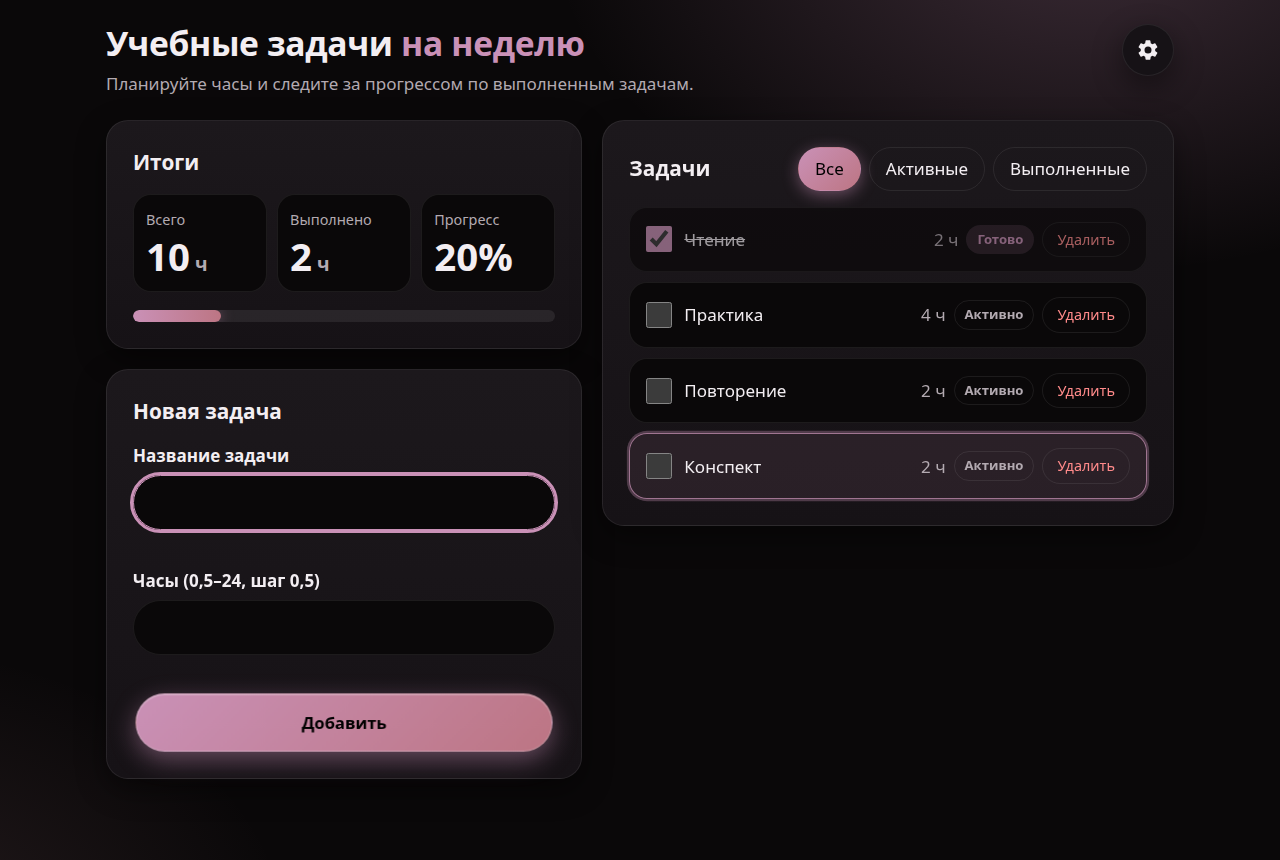 Учебные задачи на неделю
Планируйте часы и следите за прогрессом по выполненным задачам.
Итоги
Всего
10 ч
Выполнено
2 ч
Прогресс
20%
Новая задача
Название задачи
Часы (0,5–24, шаг 0,5)
Добавить
Задачи
Все
Активные
Выполненные
Чтение 2 ч Готово Удалить
Практика 4 ч Активно Удалить
Повторение 2 ч Активно Удалить
Конспект 2 ч Активно Удалить